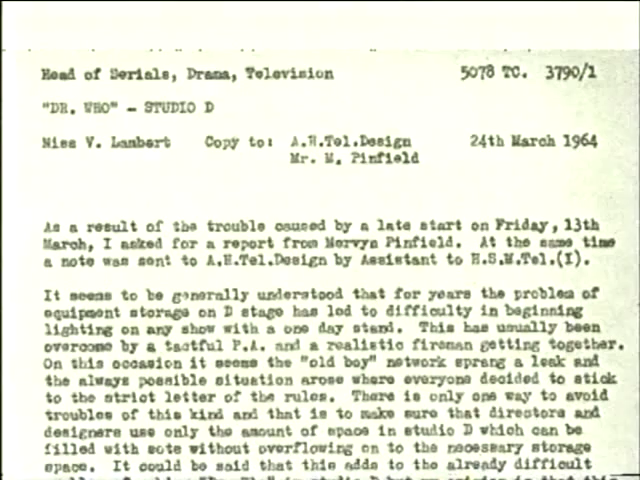 Head of Serials, Drama, Television 5078 TC. 3790/1
"DR. WHO" - STUDIO D
Miss V. Lambert Copy to: A.H.Tel.Design 24th March 1964
Mr. M. Pinfield
As a result of the trouble caused by a late start on Friday, 13th
March, I asked for a report from Mervyn Pinfield. At the same time
a note was sent to A.H.Tel.Design by Assistant to H.S.M.Tel.(I).
It seems to be generally understood that for years the problem of
equipment storage on D stage has led to difficulty in beginning
lighting on any show with a one day stand. This has usually been
overcome by a tactful P.A. and a realistic fireman getting together.
On this occasion it seems the "old boy" network sprang a leak and
the always possible situation arose where everyone decided to stick
to the strict letter of the rules. There is only one way to avoid
troubles of this kind and that is to make sure that directors and
designers use only the amount of space in studio D which can be
filled with sets without overflowing on to the necessary storage
space. It could be said that this adds to the already difficult